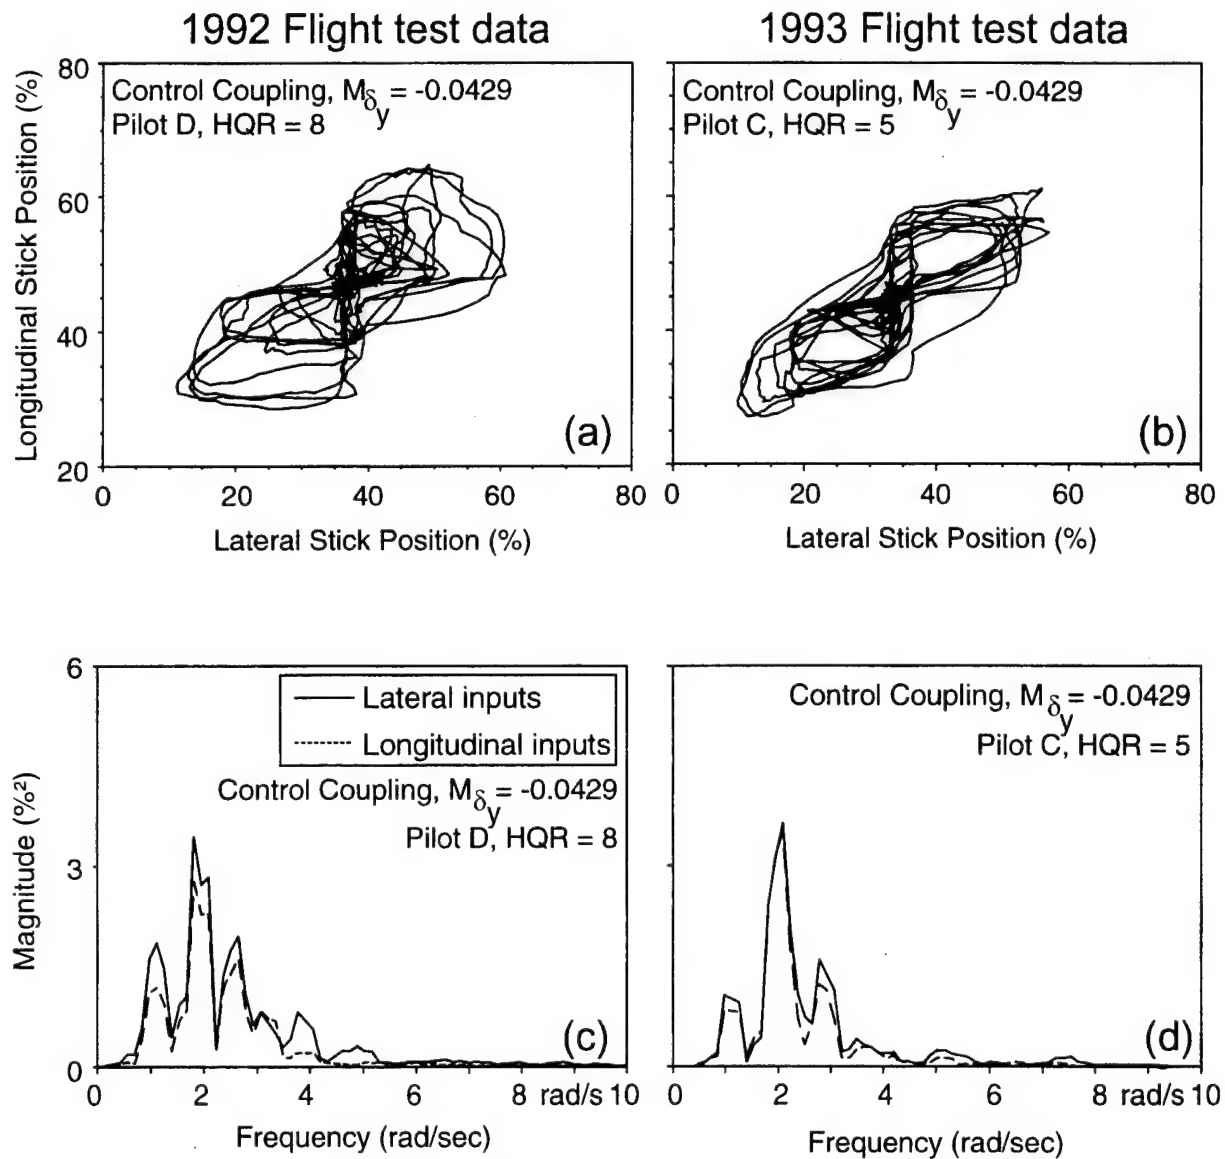 1992 Flight test data
1993 Flight test data
Longitudinal Stick Position (%)
80
60
40
20
Control Coupling, Mδy = -0.0429
Pilot D, HQR = 8
(a)
0 20 40 60 80
Lateral Stick Position (%)
Control Coupling, Mδy = -0.0429
Pilot C, HQR = 5
(b)
0 20 40 60 80
Lateral Stick Position (%)
Magnitude (%²)
6
3
0
Lateral inputs
Longitudinal inputs
Control Coupling, Mδy = -0.0429
Pilot D, HQR = 8
(c)
0 2 4 6 8 rad/s 10
Frequency (rad/sec)
Control Coupling, Mδy = -0.0429
Pilot C, HQR = 5
(d)
0 2 4 6 8 rad/s 10
Frequency (rad/sec)